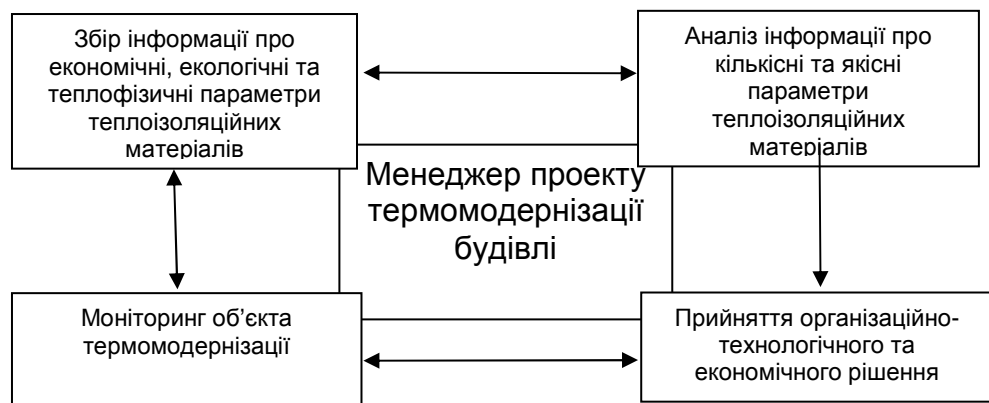 Збір інформації про
економічні, екологічні та
теплофізичні параметри
теплоізоляційних
матеріалів
Аналіз інформації про
кількісні та якісні
параметри
теплоізоляційних
матеріалів
Менеджер проекту
термомодернізації
будівлі
Моніторинг об’єкта
термомодернізації
Прийняття організаційно-
технологічного та
економічного рішення